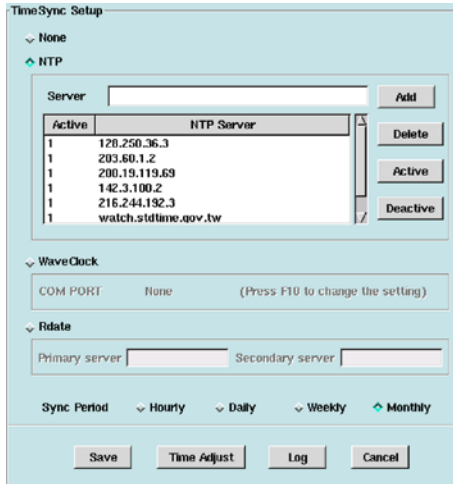 TimeSync Setup
None
NTP
Server Add
Active NTP Server
Delete
1 128.250.36.3
1 203.60.1.2
1 200.19.119.69
Active
1 142.3.100.2
1 216.244.192.3
Deactive
1 watch.stdtime.gov.tw
WaveClock
COM PORT None (Press F10 to change the setting)
Rdate
Primary server Secondary server
Sync Period Hourly Daily Weekly Monthly
Save Time Adjust Log Cancel